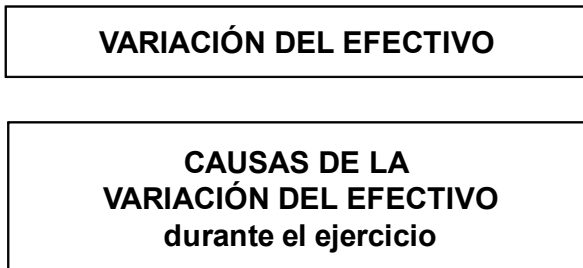 VARIACIÓN DEL EFECTIVO
CAUSAS DE LA
VARIACIÓN DEL EFECTIVO
durante el ejercicio